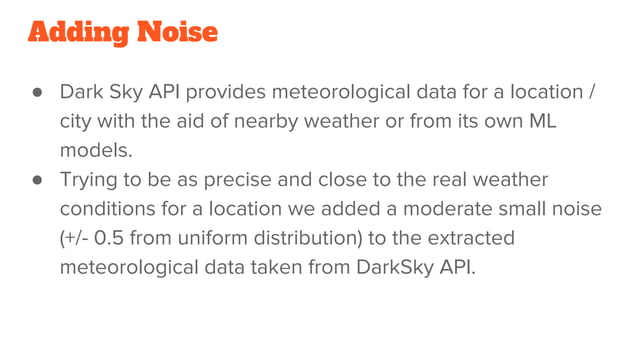 Adding Noise
● Dark Sky API provides meteorological data for a location /
city with the aid of nearby weather or from its own ML
models.
● Trying to be as precise and close to the real weather
conditions for a location we added a moderate small noise
(+/- 0.5 from uniform distribution) to the extracted
meteorological data taken from DarkSky API.